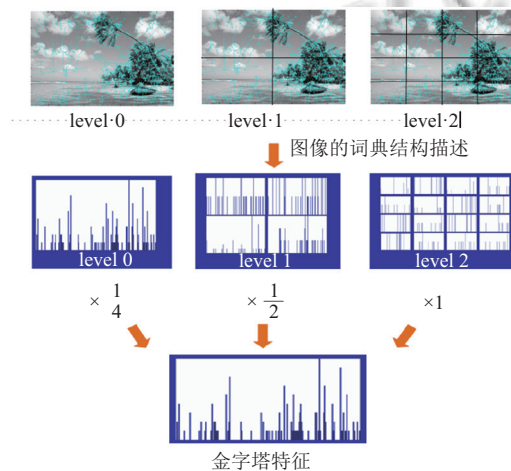 level·0
level·1
level·2
图像的词典结构描述
level 0
level 1
level 2
× 1/4
× 1/2
×1
金字塔特征